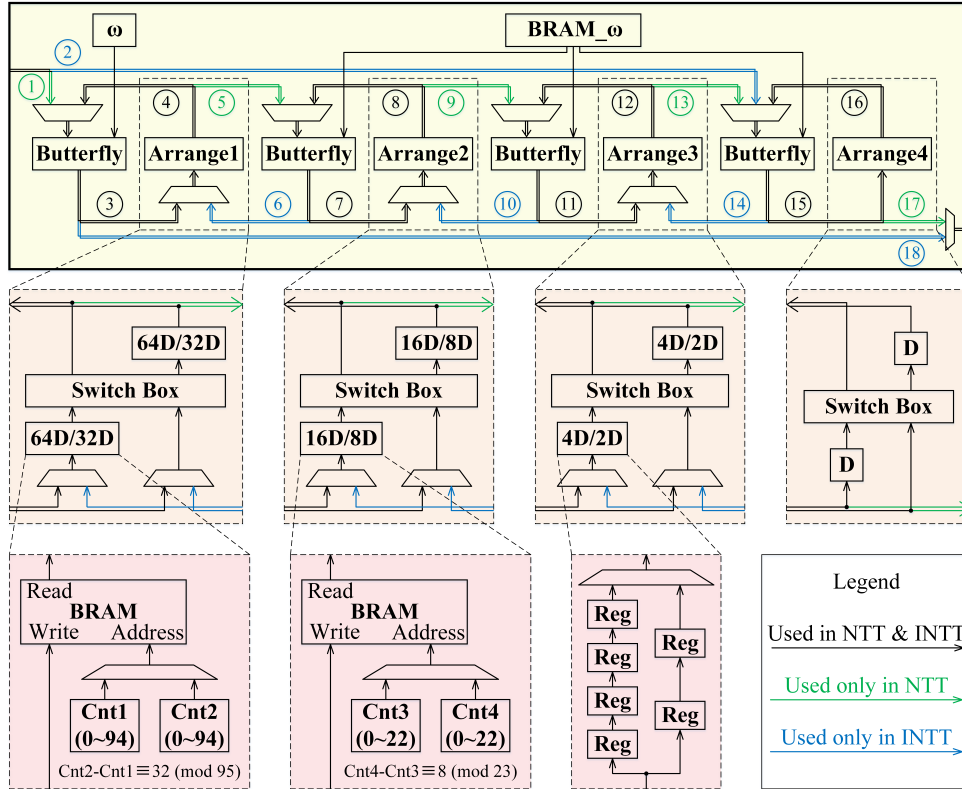 ω
BRAM_ω
2
1
4
5
8
9
12
13
16
Butterfly
Arrange1
Butterfly
Arrange2
Butterfly
Arrange3
Butterfly
Arrange4
3
6
7
10
11
14
15
17
18
64D/32D
16D/8D
4D/2D
D
Switch Box
Switch Box
Switch Box
Switch Box
64D/32D
16D/8D
4D/2D
D
Read
BRAM
Write
Address
Cnt1
(0~94)
Cnt2
(0~94)
Cnt2-Cnt1≡32 (mod 95)
Read
BRAM
Write
Address
Cnt3
(0~22)
Cnt4
(0~22)
Cnt4-Cnt3≡8 (mod 23)
Reg
Reg
Reg
Reg
Reg
Reg
Legend
Used in NTT & INTT
Used only in NTT
Used only in INTT